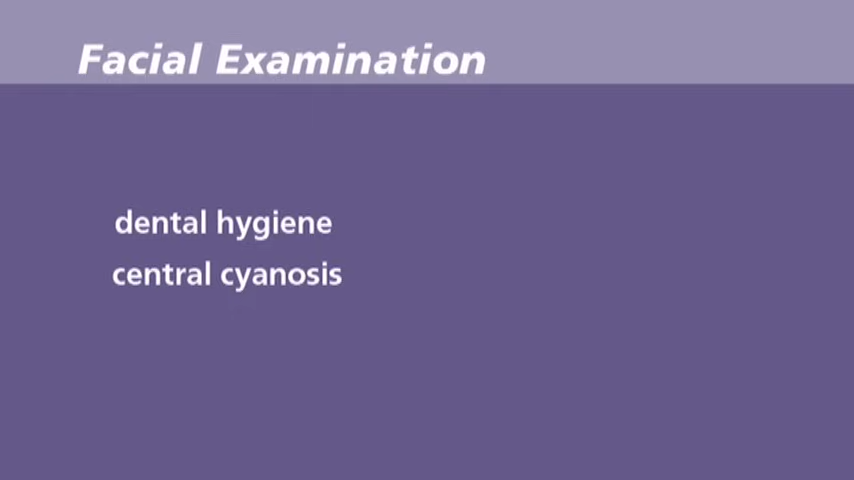 Facial Examination
dental hygiene
central cyanosis